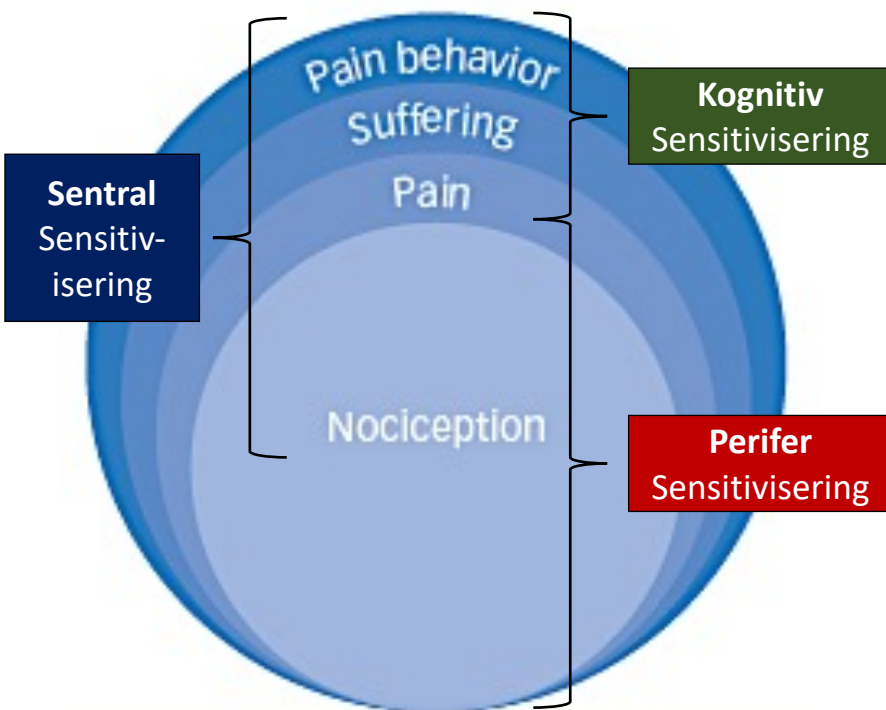 Pain behavior
Suffering
Pain
Nociception
Sentral
Sensitiv-
isering
Kognitiv
Sensitivisering
Perifer
Sensitivisering